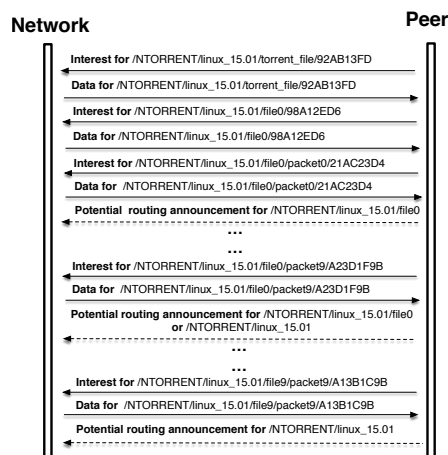 Network
Peer
Interest for /NTORRENT/linux_15.01/torrent_file/92AB13FD
Data for /NTORRENT/linux_15.01/torrent_file/92AB13FD
Interest for /NTORRENT/linux_15.01/file0/98A12ED6
Data for /NTORRENT/linux_15.01/file0/98A12ED6
Interest for /NTORRENT/linux_15.01/file0/packet0/21AC23D4
Data for /NTORRENT/linux_15.01/file0/packet0/21AC23D4
Potential routing announcement for /NTORRENT/linux_15.01/file0
...
...
Interest for /NTORRENT/linux_15.01/file0/packet9/A23D1F9B
Data for /NTORRENT/linux_15.01/file0/packet9/A23D1F9B
Potential routing announcement for /NTORRENT/linux_15.01/file0
or /NTORRENT/linux_15.01
...
...
Interest for /NTORRENT/linux_15.01/file9/packet9/A13B1C9B
Data for /NTORRENT/linux_15.01/file9/packet9/A13B1C9B
Potential routing announcement for /NTORRENT/linux_15.01